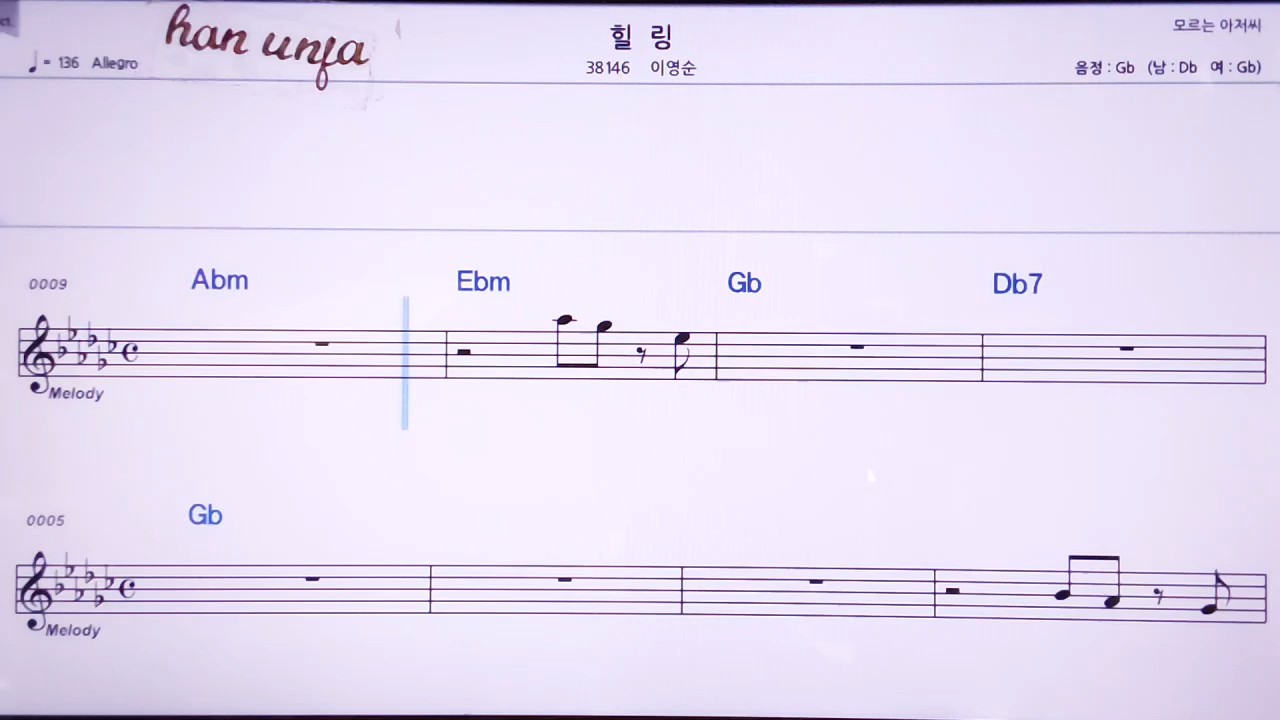 han unfa
힐 링
모르는 아저씨
♩ = 136 Allegro
38146 이영순
음정 : Gb (남 : Db 여 : Gb)
0009 Abm Ebm Gb Db7
Melody
0005 Gb
Melody